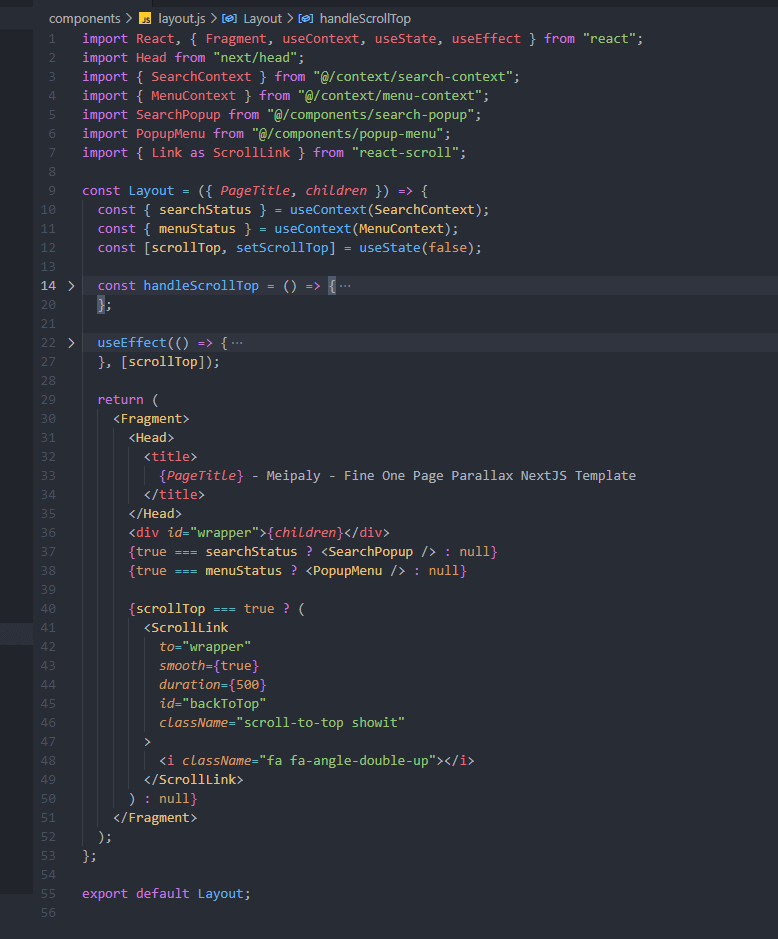 components > JS layout.js > Layout > handleScrollTop
1 import React, { Fragment, useContext, useState, useEffect } from "react";
2 import Head from "next/head";
3 import { SearchContext } from "@/context/search-context";
4 import { MenuContext } from "@/context/menu-context";
5 import SearchPopup from "@/components/search-popup";
6 import PopupMenu from "@/components/popup-menu";
7 import { Link as ScrollLink } from "react-scroll";
8
9 const Layout = ({ PageTitle, children }) => {
10   const { searchStatus } = useContext(SearchContext);
11   const { menuStatus } = useContext(MenuContext);
12   const [scrollTop, setScrollTop] = useState(false);
13
14 >   const handleScrollTop = () => { ···
20   };
21
22 >   useEffect(() => { ···
27   }, [scrollTop]);
28
29   return (
30     <Fragment>
31       <Head>
32         <title>
33           {PageTitle} - Meipaly - Fine One Page Parallax NextJS Template
34         </title>
35       </Head>
36       <div id="wrapper">{children}</div>
37       {true === searchStatus ? <SearchPopup /> : null}
38       {true === menuStatus ? <PopupMenu /> : null}
39
40       {scrollTop === true ? (
41         <ScrollLink
42           to="wrapper"
43           smooth={true}
44           duration={500}
45           id="backToTop"
46           className="scroll-to-top showit"
47         >
48           <i className="fa fa-angle-double-up"></i>
49         </ScrollLink>
50       ) : null}
51     </Fragment>
52   );
53 };
54
55 export default Layout;
56